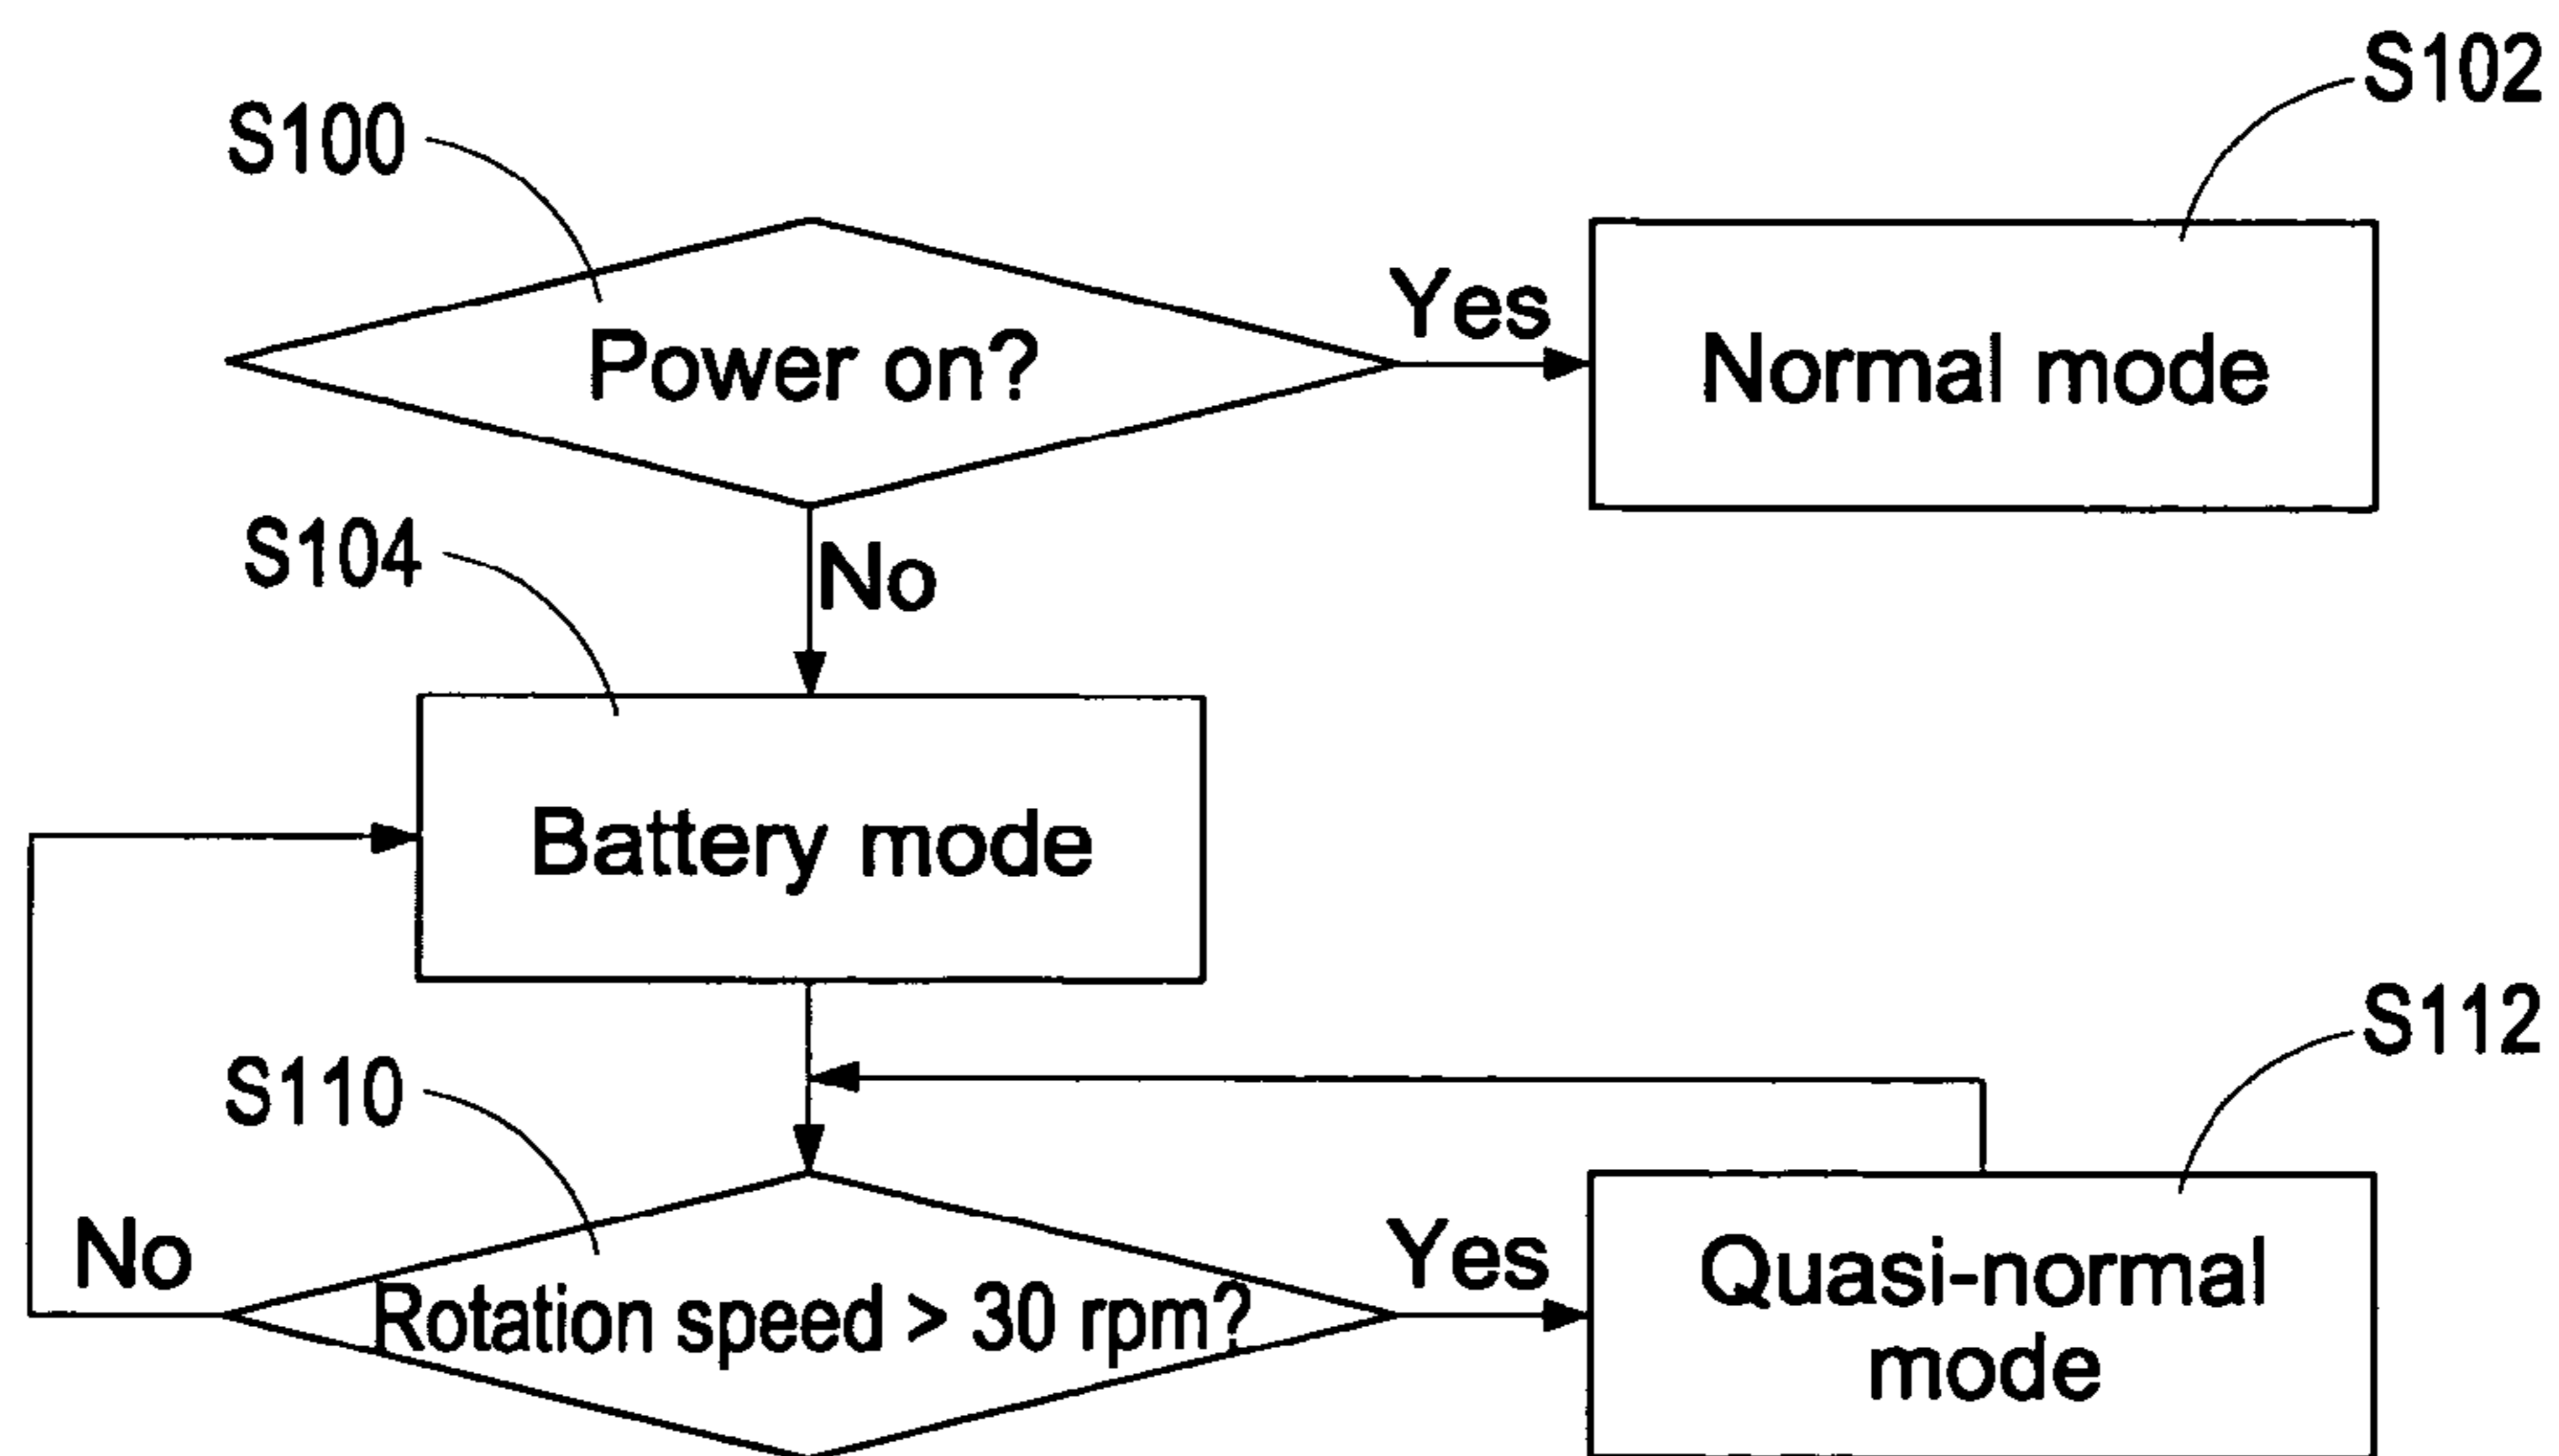 S102
S100
Yes
Power on?
Normal mode
S104
No
Battery mode
S112
S110
No
Yes
Rotation speed > 30 rpm?
Quasi-normal
mode